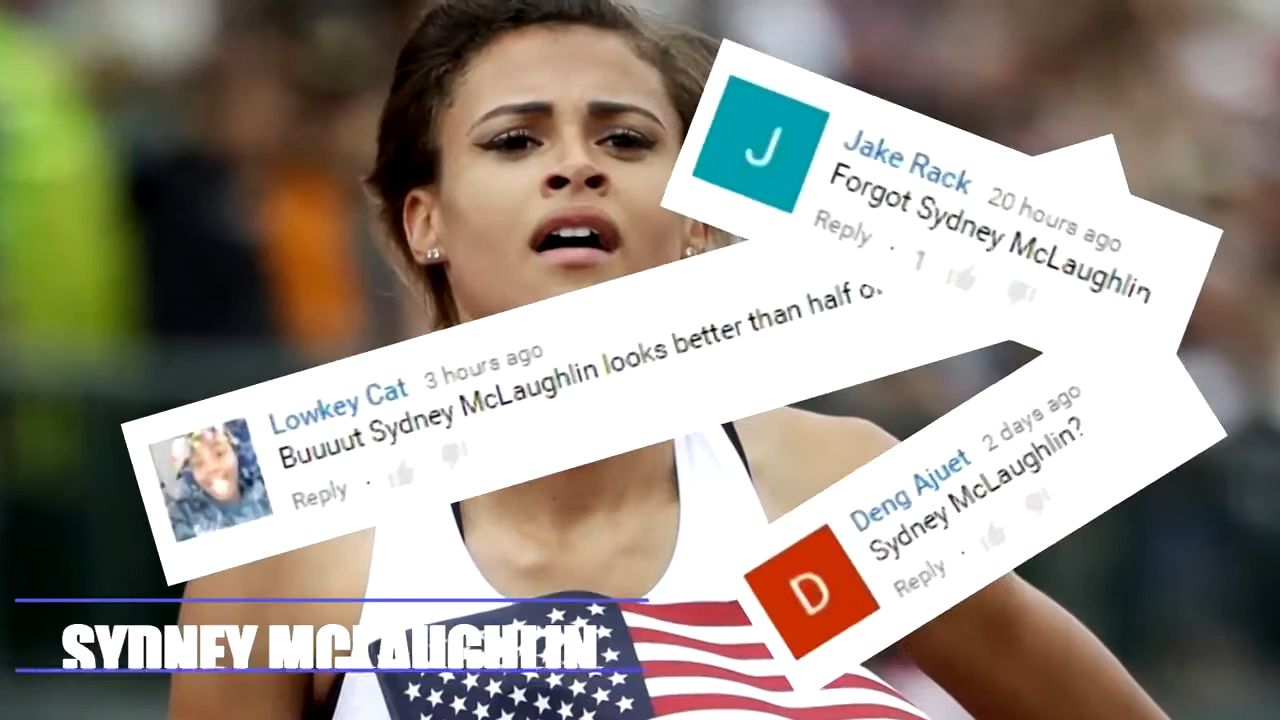 J
Jake Rack 20 hours ago
Forgot Sydney McLaughlin
Reply · 1
Lowkey Cat 3 hours ago
Buuuut Sydney McLaughlin looks better than half
Reply ·
D
Deng Ajuet 2 days ago
Sydney McLaughlin?
Reply ·
SYDNEY MCLAUGHLIN